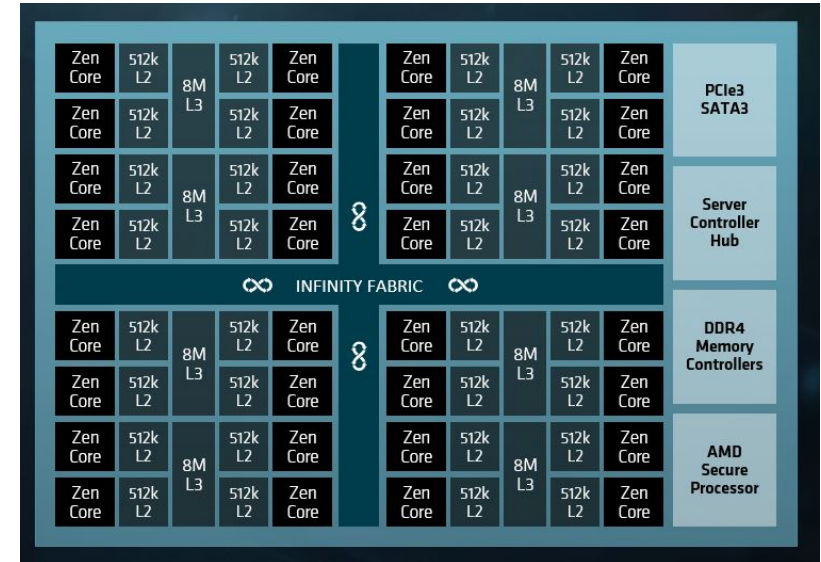 Zen 512k 512k Zen Zen 512k 512k Zen
Core L2 8M L2 Core Core L2 8M L2 Core PCIe3
Zen 512k L3 512k Zen Zen 512k L3 512k Zen SATA3
Core L2 L2 Core Core L2 L2 Core
Zen 512k 512k Zen Zen 512k 512k Zen
Core L2 8M L2 Core Core L2 8M L2 Core Server
Zen 512k L3 512k Zen Zen 512k L3 512k Zen Controller
Core L2 L2 Core Core L2 L2 Core Hub
INFINITY FABRIC
Zen 512k 512k Zen Zen 512k 512k Zen DDR4
Core L2 8M L2 Core Core L2 8M L2 Core Memory
Zen 512k L3 512k Zen Zen 512k L3 512k Zen Controllers
Core L2 L2 Core Core L2 L2 Core
Zen 512k 512k Zen Zen 512k 512k Zen AMD
Core L2 8M L2 Core Core L2 8M L2 Core Secure
Zen 512k L3 512k Zen Zen 512k L3 512k Zen Processor
Core L2 L2 Core Core L2 L2 Core